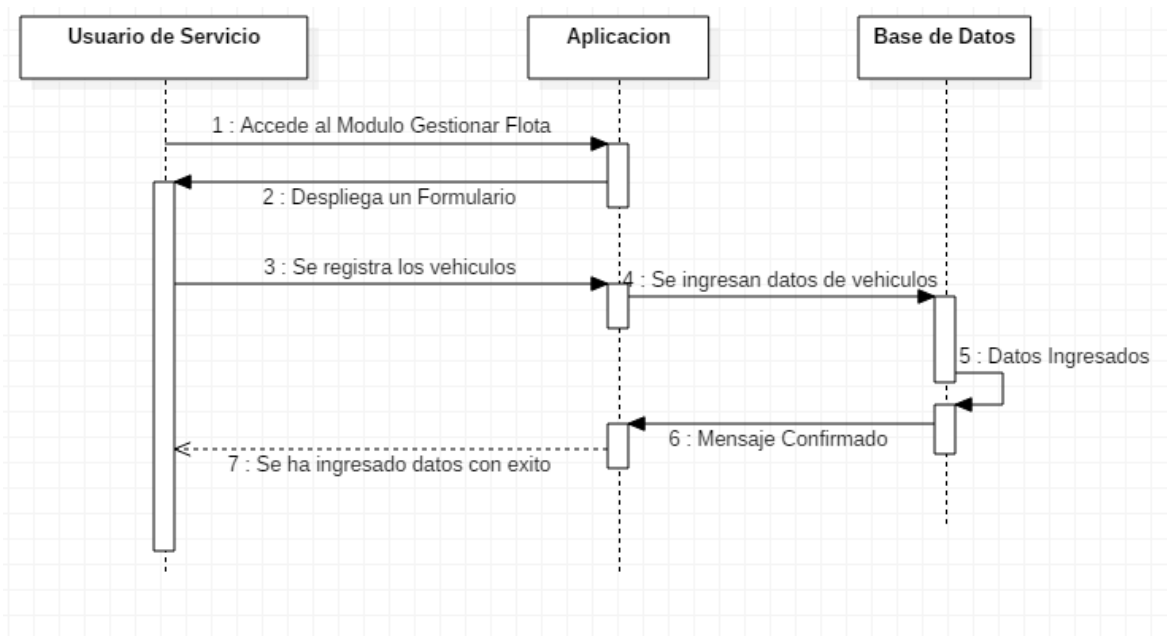 Usuario de Servicio
Aplicacion
Base de Datos
1 : Accede al Modulo Gestionar Flota
2 : Despliega un Formulario
3 : Se registra los vehiculos
4 : Se ingresan datos de vehiculos
5 : Datos Ingresados
6 : Mensaje Confirmado
7 : Se ha ingresado datos con exito